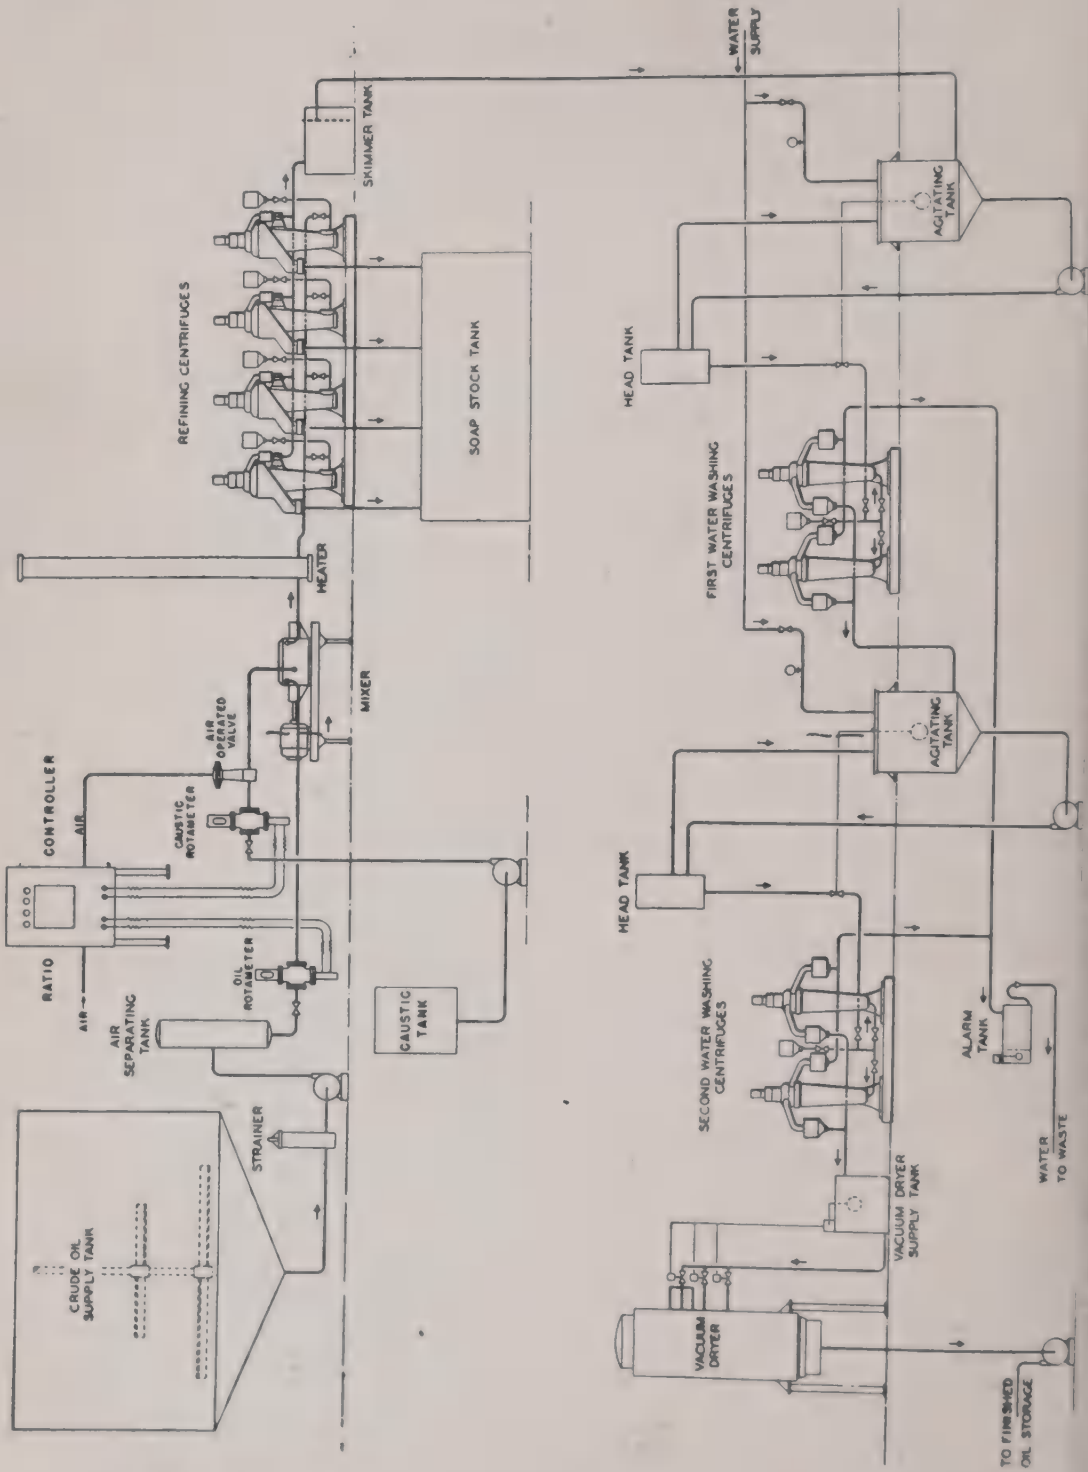 CRUDE OIL
SUPPLY TANK
STRAINER
AIR
SEPARATING
TANK
AIR→
RATIO
CONTROLLER
AIR
OIL
ROTAMETER
CAUSTIC
ROTAMETER
AIR
OPERATED
VALVE
CAUSTIC
TANK
MIXER
HEATER
REFINING CENTRIFUGES
SOAP STOCK TANK
SKIMMER TANK
TO FINISHED
OIL STORAGE
VACUUM
DRYER
VACUUM DRYER
SUPPLY TANK
SECOND WATER WASHING
CENTRIFUGES
WATER
TO WASTE
ALARM
TANK
HEAD TANK
AGITATING
TANK
FIRST WATER WASHING
CENTRIFUGES
HEAD TANK
AGITATING
TANK
←WATER
SUPPLY